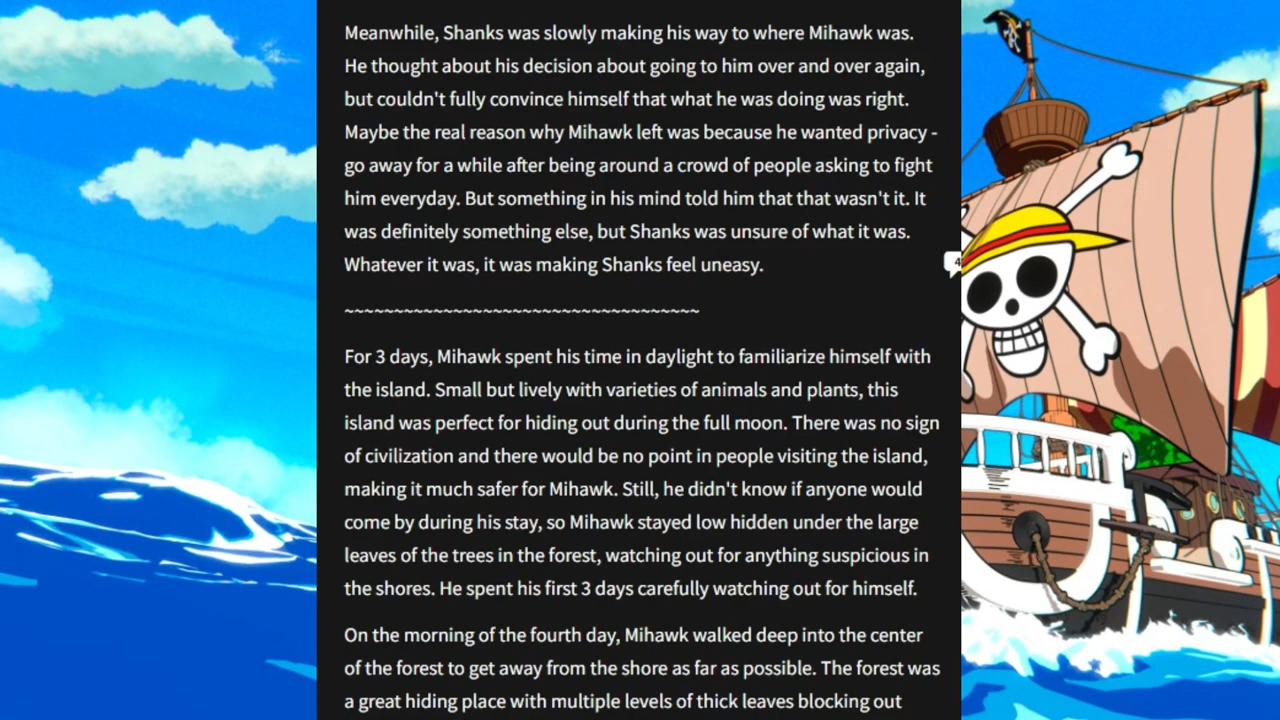 Meanwhile, Shanks was slowly making his way to where Mihawk was.
He thought about his decision about going to him over and over again,
but couldn't fully convince himself that what he was doing was right.
Maybe the real reason why Mihawk left was because he wanted privacy -
go away for a while after being around a crowd of people asking to fight
him everyday. But something in his mind told him that that wasn't it. It
was definitely something else, but Shanks was unsure of what it was.
Whatever it was, it was making Shanks feel uneasy.
4
~~~~~~~~~~~~~~~~~~~~~~~~~~~~~~~~~~~~
For 3 days, Mihawk spent his time in daylight to familiarize himself with
the island. Small but lively with varieties of animals and plants, this
island was perfect for hiding out during the full moon. There was no sign
of civilization and there would be no point in people visiting the island,
making it much safer for Mihawk. Still, he didn't know if anyone would
come by during his stay, so Mihawk stayed low hidden under the large
leaves of the trees in the forest, watching out for anything suspicious in
the shores. He spent his first 3 days carefully watching out for himself.
On the morning of the fourth day, Mihawk walked deep into the center
of the forest to get away from the shore as far as possible. The forest was
a great hiding place with multiple levels of thick leaves blocking out